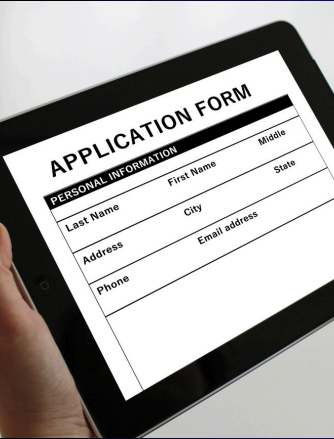 APPLICATION FORM
PERSONAL INFORMATION
Last Name First Name Middle
Address City State
Phone Email address